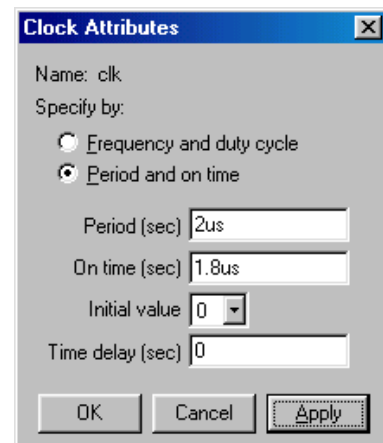 Clock Attributes
Name: clk
Specify by:
Frequency and duty cycle
Period and on time
Period (sec) 2us
On time (sec) 1.8us
Initial value 0
Time delay (sec) 0
OK Cancel Apply